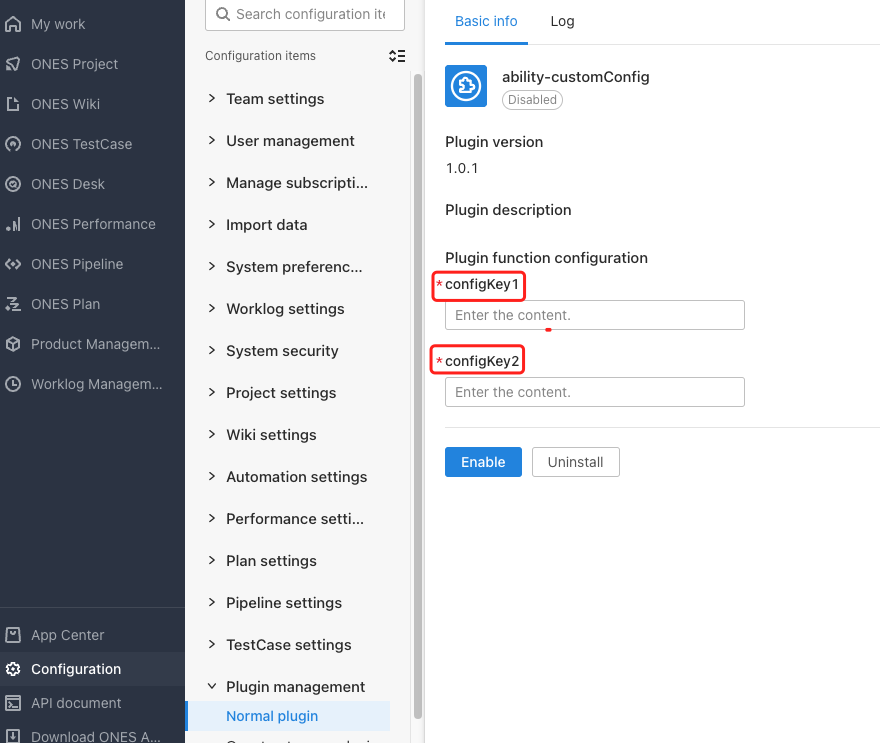 My work
ONES Project
ONES Wiki
ONES TestCase
ONES Desk
ONES Performance
ONES Pipeline
ONES Plan
Product Managem...
Worklog Managem...
App Center
Configuration
API document
Download ONES A...
Search configuration ite
Configuration items
Team settings
User management
Manage subscripti...
Import data
System preferenc...
Worklog settings
System security
Project settings
Wiki settings
Automation settings
Performance setti...
Plan settings
Pipeline settings
TestCase settings
Plugin management
Normal plugin
Basic info Log
ability-customConfig
Disabled
Plugin version
1.0.1
Plugin description
Plugin function configuration
* configKey1
Enter the content.
* configKey2
Enter the content.
Enable Uninstall